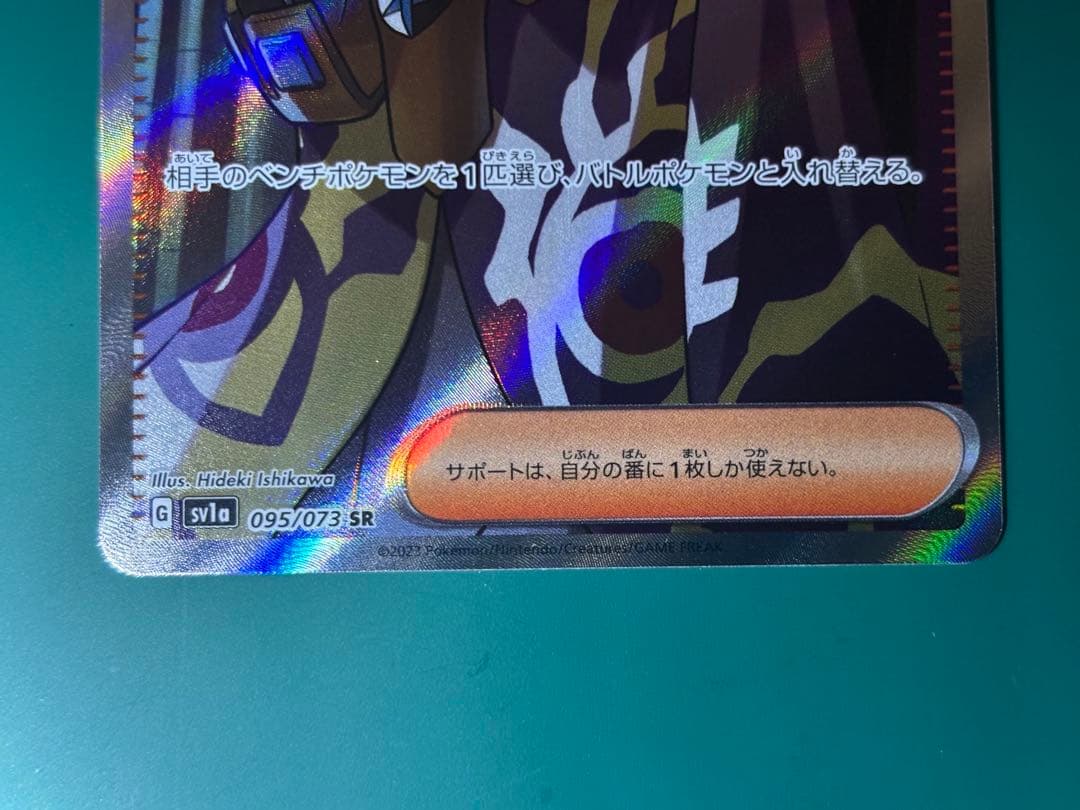 相手のベンチポケモンを1匹選び、バトルポケモンと入れ替える。
サポートは、自分の番に1枚しか使えない。
Illus. Hideki Ishikawa
G sv1a 095/073 SR
©2023 Pokémon/Nintendo/Creatures/GAME FREAK